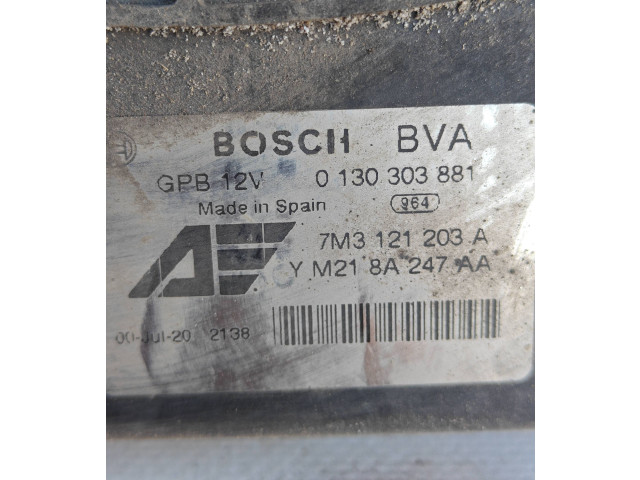 BOSCH BVA
GPB 12V 0 130 303 881
Made in Spain 964
7M3 121 203 A
YM21 8A 247 AA
00-Jul-20 2138